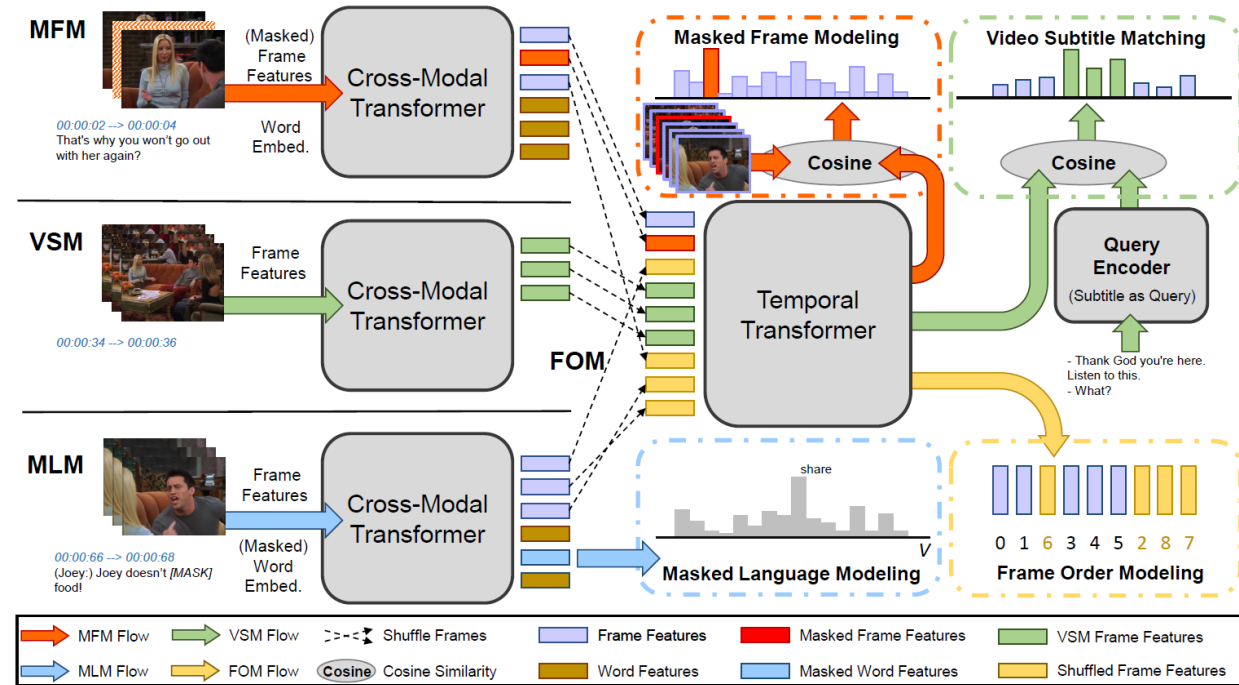 MFM
(Masked)
Frame
Features
Word
Embed.
Cross-Modal
Transformer
00:00:02 --> 00:00:04
That's why you won't go out
with her again?
VSM
Frame
Features
Cross-Modal
Transformer
00:00:34 --> 00:00:36
MLM
Frame
Features
(Masked)
Word
Embed.
Cross-Modal
Transformer
00:00:66 --> 00:00:68
(Joey:) Joey doesn't [MASK]
food!
FOM
Temporal
Transformer
Masked Frame Modeling
Cosine
Video Subtitle Matching
Cosine
Query
Encoder
(Subtitle as Query)
- Thank God you're here.
Listen to this.
- What?
share
V
Masked Language Modeling
0 1 6 3 4 5 2 8 7
Frame Order Modeling
MFM Flow
VSM Flow
Shuffle Frames
Frame Features
Masked Frame Features
VSM Frame Features
MLM Flow
FOM Flow
Cosine
Cosine Similarity
Word Features
Masked Word Features
Shuffled Frame Features